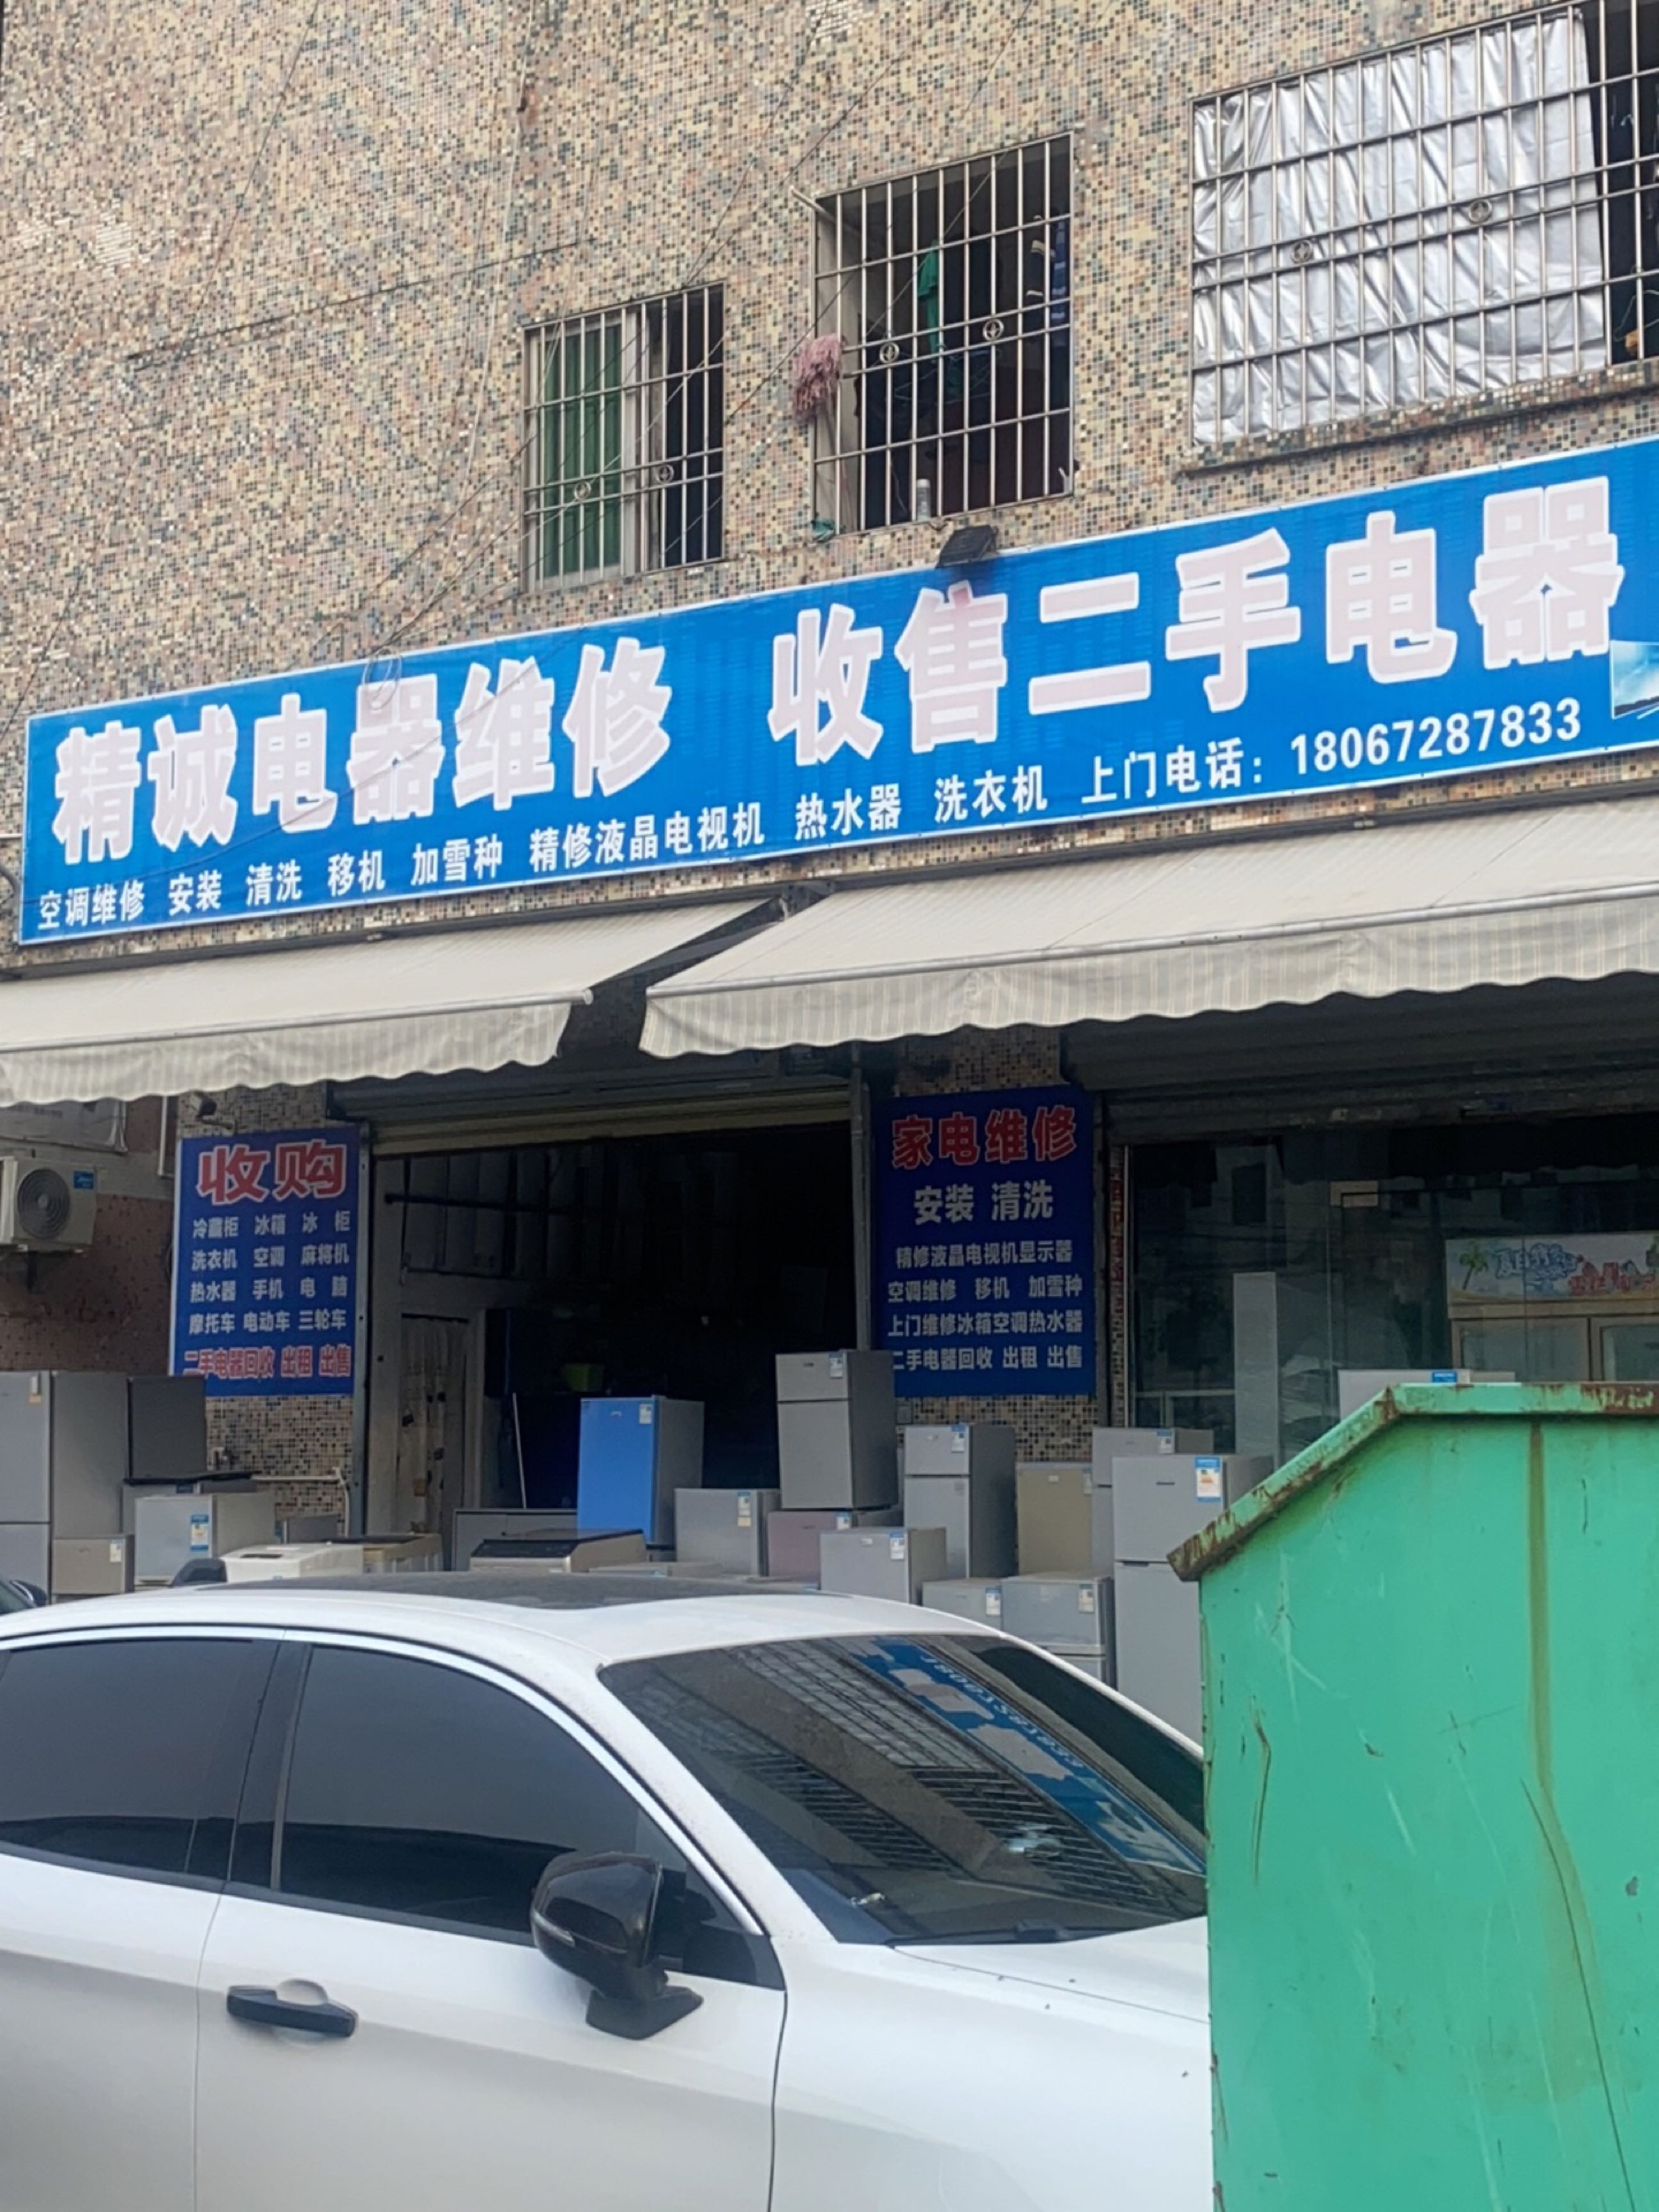 精诚电器维修 收售二手电器
空调维修 安装 清洗 移机 加雪种 精修液晶电视机 热水器 洗衣机 上门电话：18067287833
收购
冷藏柜 冰箱 冰 柜
洗衣机 空调 麻将机
热水器 手机 电 脑
摩托车 电动车 三轮车
二手电器回收 出租 出售
家电维修
安装 清洗
精修液晶电视机显示器
空调维修 移机 加雪种
上门维修冰箱空调热水器
二手电器回收 出租 出售